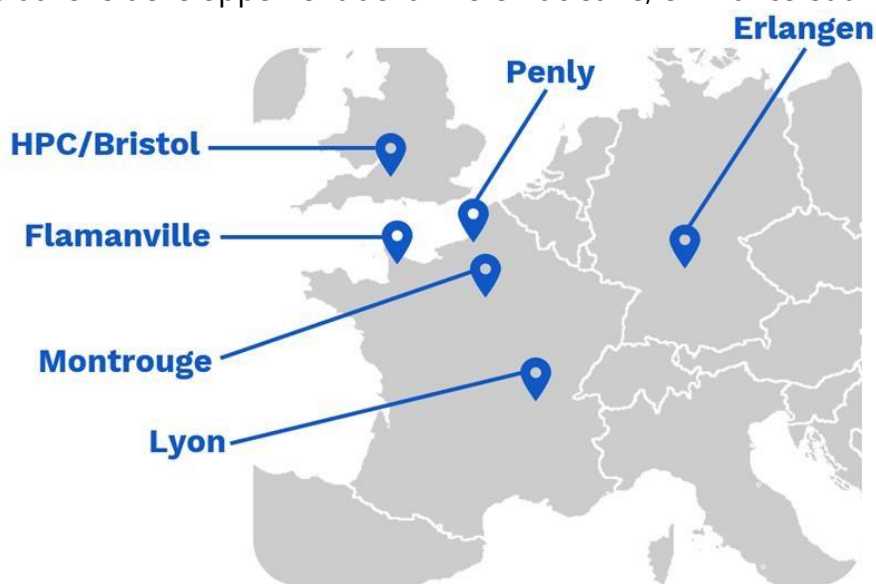 Erlangen
Penly
HPC/Bristol
Flamanville
Montrouge
Lyon